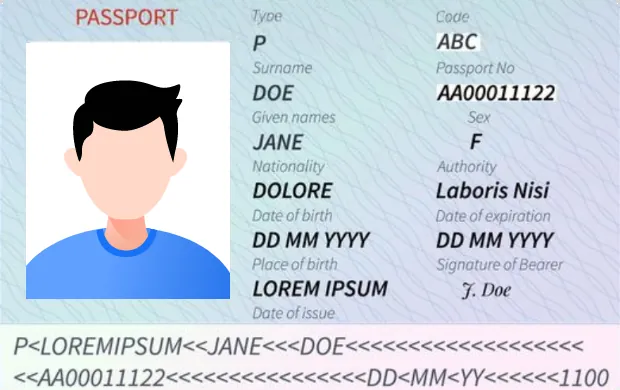 PASSPORT
Type Code
P ABC
Surname Passport No
DOE AA00011122
Given names Sex
JANE F
Nationality Authority
DOLORE Laboris Nisi
Date of birth Date of expiration
DD MM YYYY DD MM YYYY
Place of birth Signature of Bearer
LOREM IPSUM J. Doe
Date of issue
P<LOREMIPSUM<<JANE<<<DOE<<<<<<<<<<<<<<<<<<<
<<AA00011122<<<<<<<<<<<<<<<<DD<MM<YY<<<<<<1100